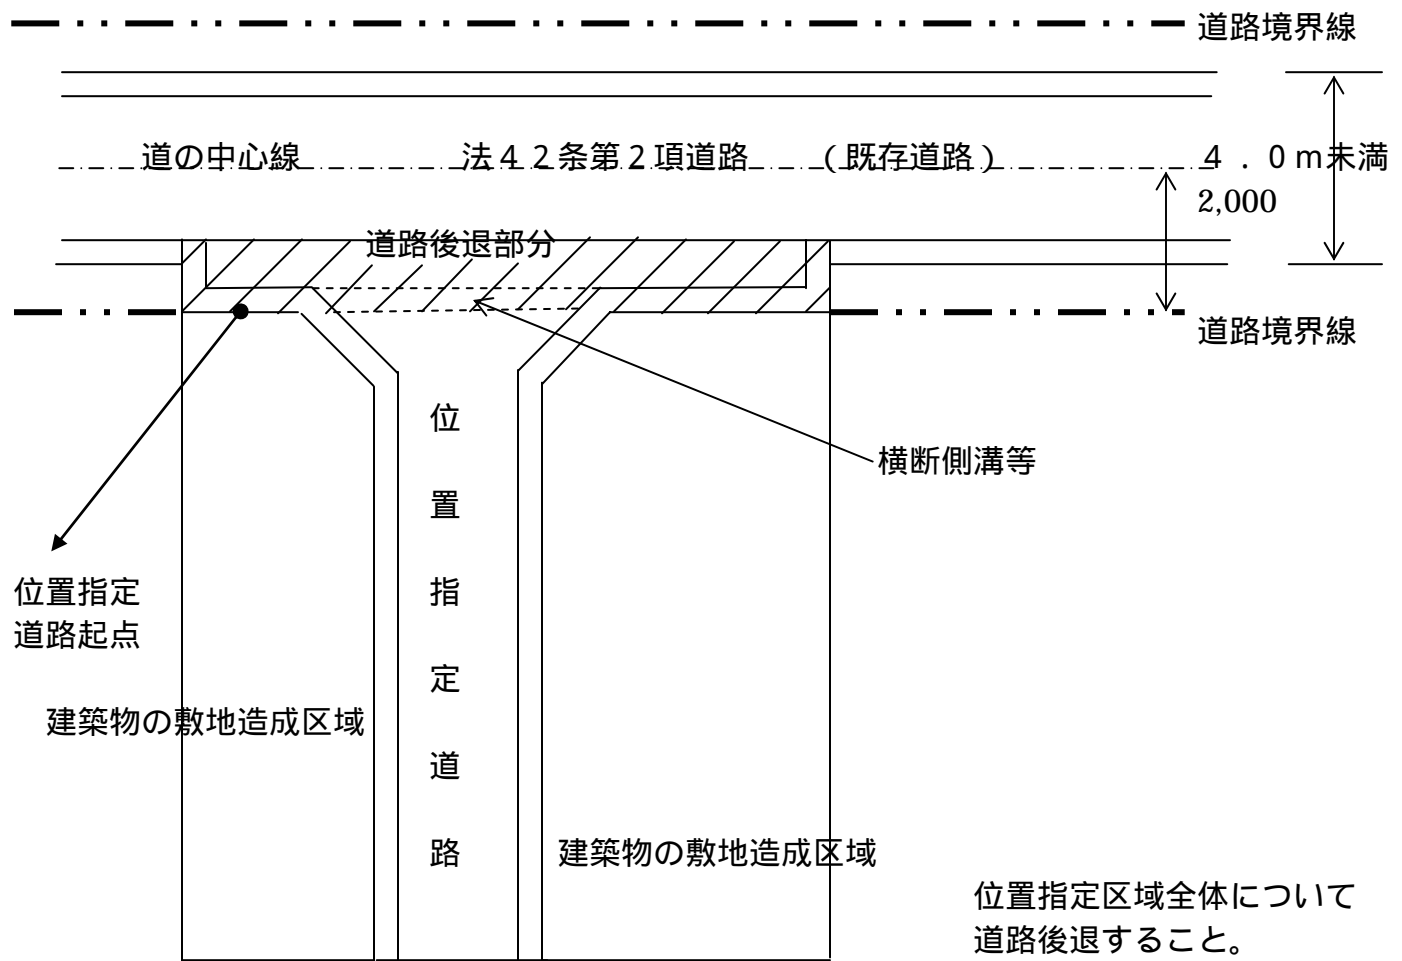 道路境界線
道の中心線 法４２条第２項道路 （既存道路） ４．０ｍ未満
2,000
道路後退部分
道路境界線
位置指定道路
横断側溝等
位置指定
道路起点
建築物の敷地造成区域
建築物の敷地造成区域
位置指定区域全体について
道路後退すること。